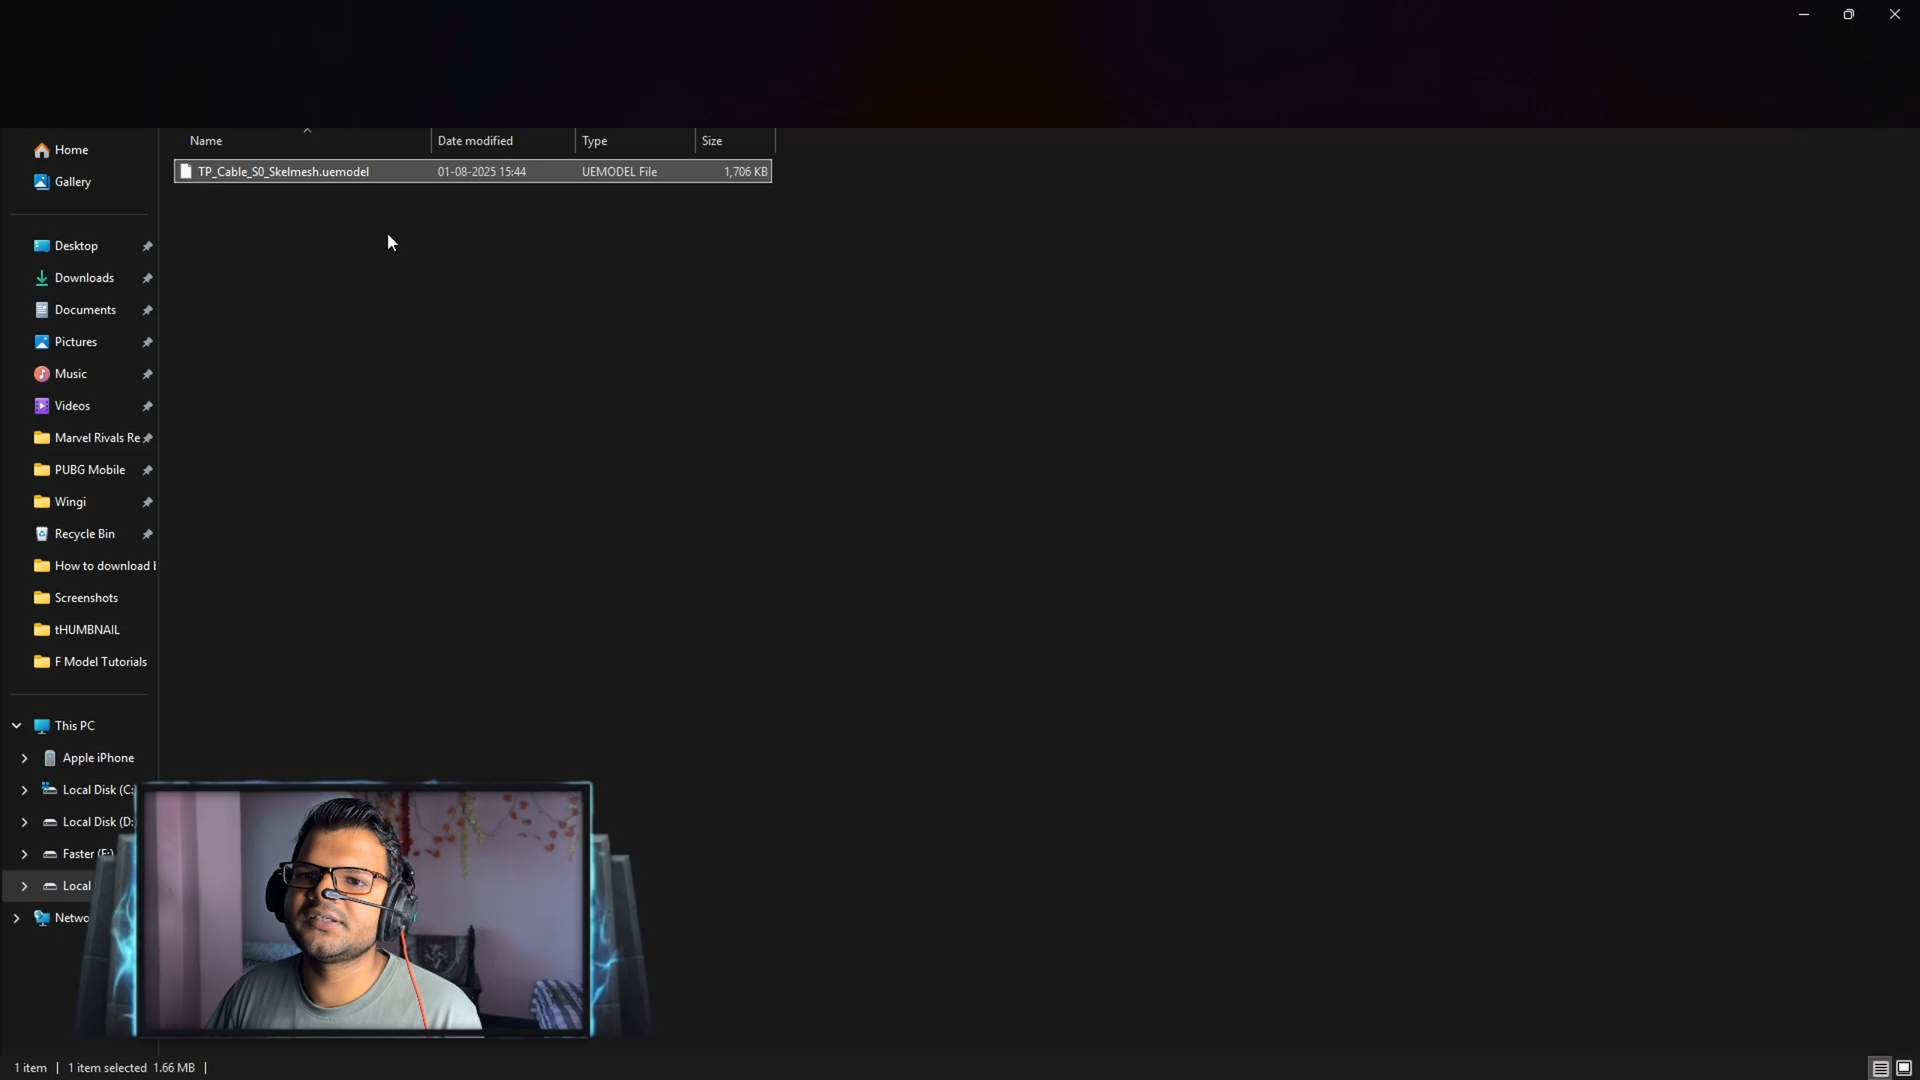 Name
Date modified
Type
Size
TP_Cable_S0_Skelmesh.uemodel
01-08-2025 15:44
UEMODEL File
1,706 KB
Home
Gallery
Desktop
Downloads
Documents
Pictures
Music
Videos
Marvel Rivals Re
PUBG Mobile
Wingi
Recycle Bin
How to download
Screenshots
tHUMBNAIL
F Model Tutorials
This PC
Apple iPhone
Local Disk (C:
Local Disk (D:
Faster (F:)
Local
Netwo
1 item
1 item selected 1.66 MB